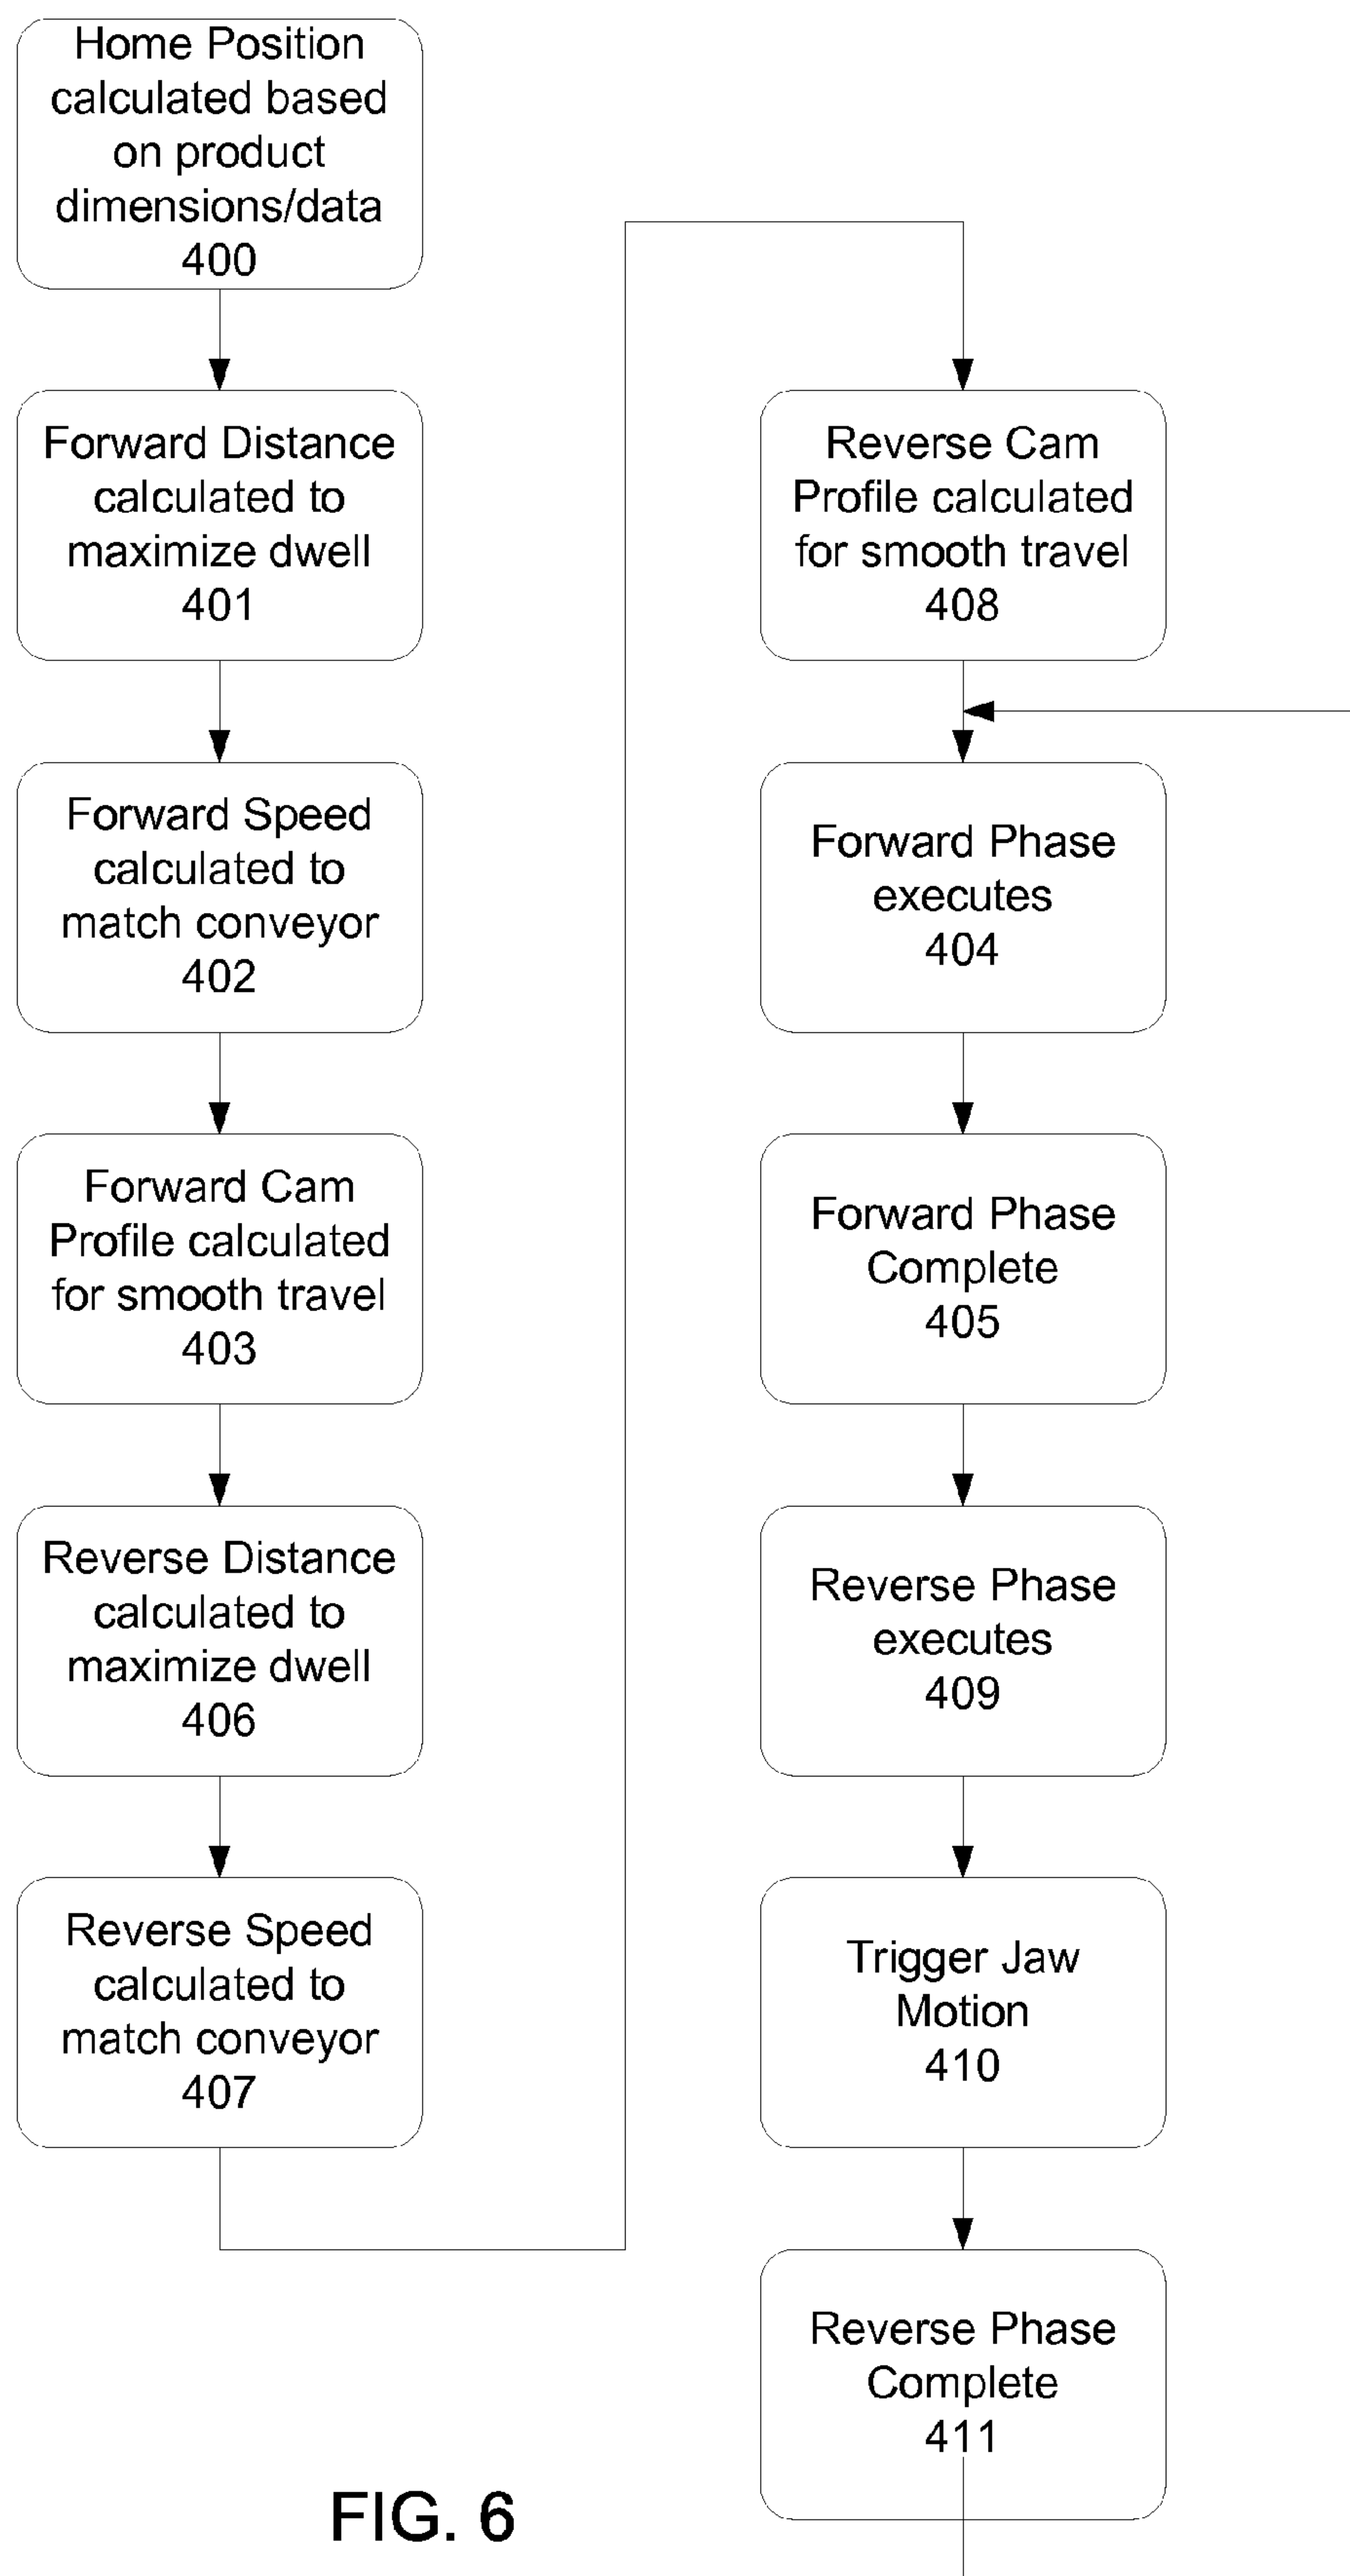 Home Position
calculated based
on product
dimensions/data
400
Forward Distance
calculated to
maximize dwell
401
Forward Speed
calculated to
match conveyor
402
Forward Cam
Profile calculated
for smooth travel
403
Reverse Distance
calculated to
maximize dwell
406
Reverse Speed
calculated to
match conveyor
407
Reverse Cam
Profile calculated
for smooth travel
408
Forward Phase
executes
404
Forward Phase
Complete
405
Reverse Phase
executes
409
Trigger Jaw
Motion
410
Reverse Phase
Complete
411
FIG. 6